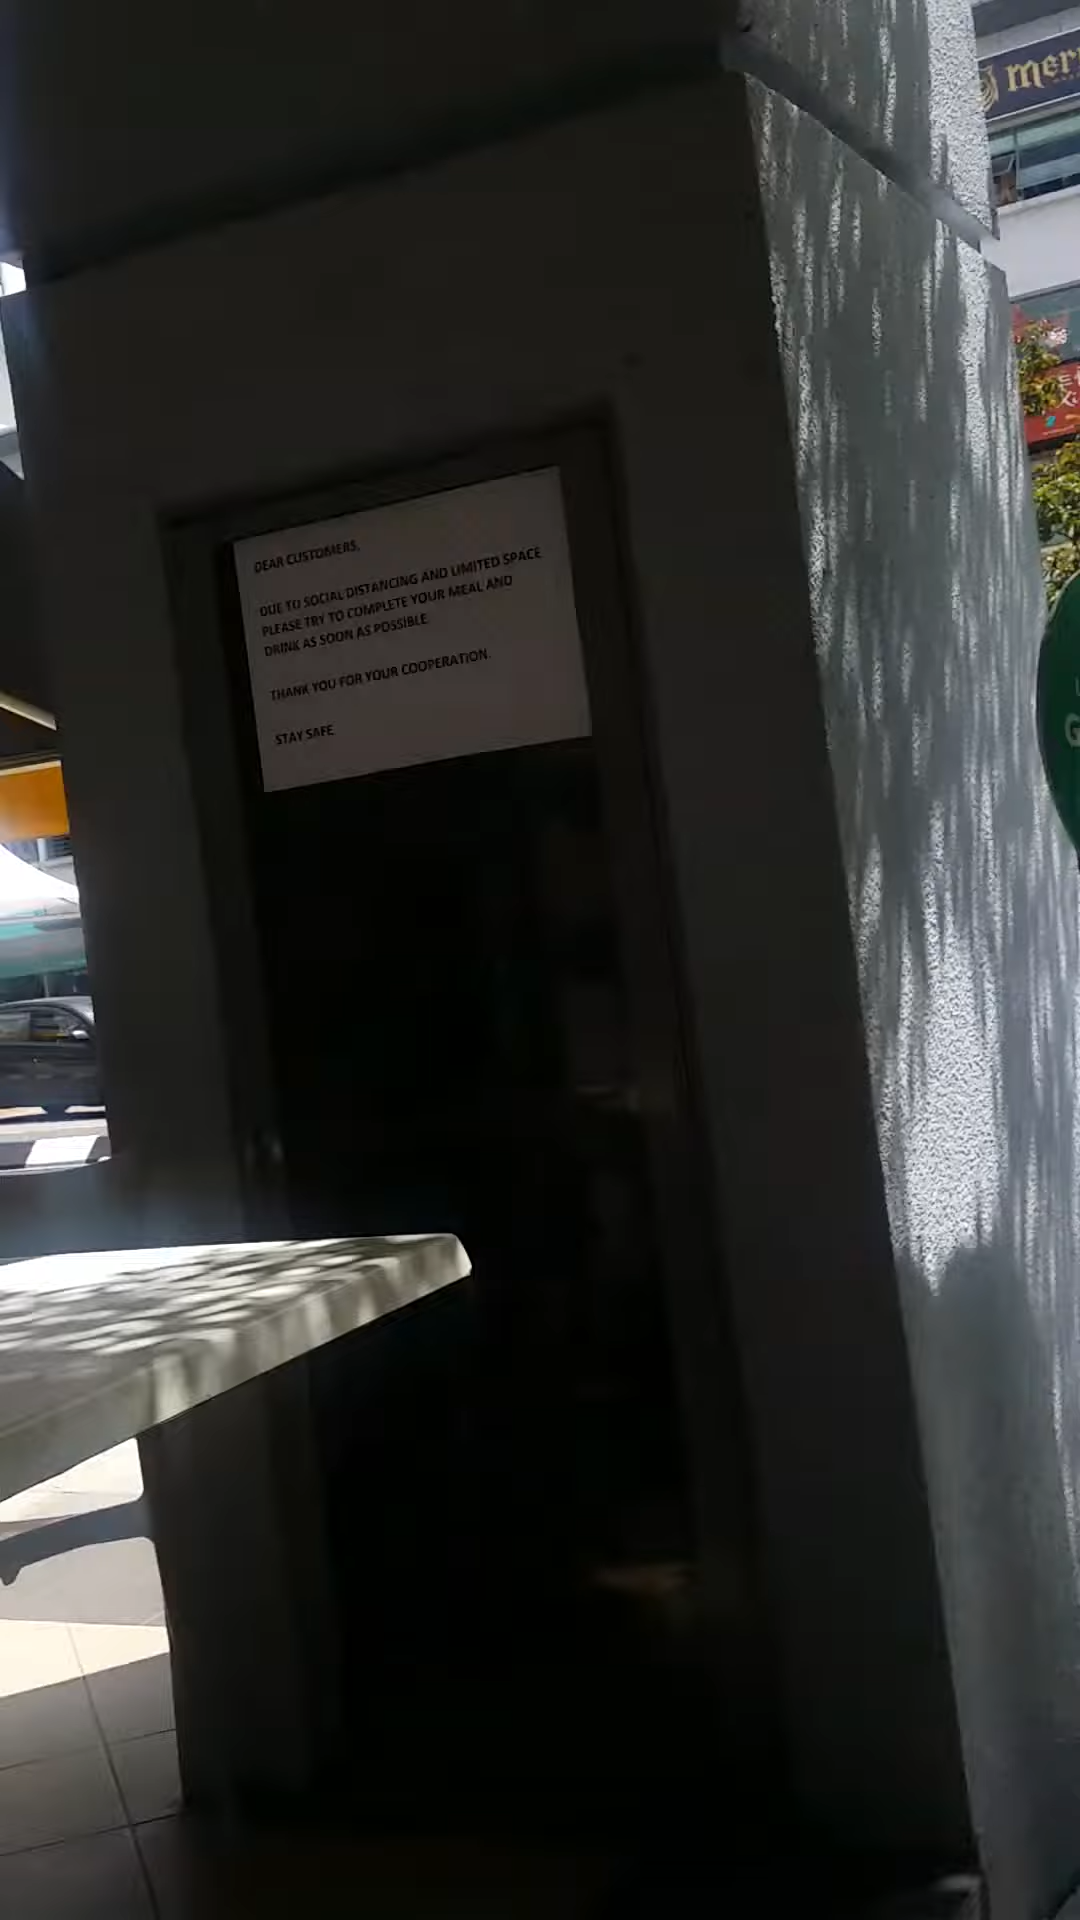 DEAR CUSTOMERS,
DUE TO SOCIAL DISTANCING AND LIMITED SPACE
PLEASE TRY TO COMPLETE YOUR MEAL AND
DRINK AS SOON AS POSSIBLE.
THANK YOU FOR YOUR COOPERATION.
STAY SAFE